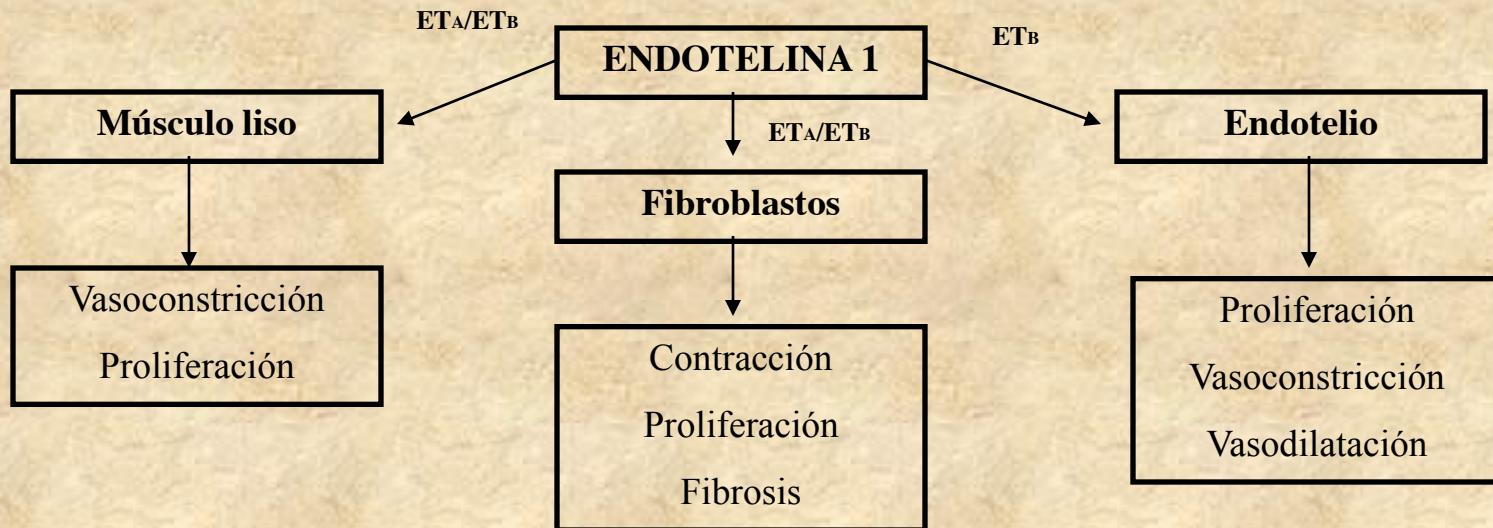 ETA/ETB
ENDOTELINA 1
ETB
Músculo liso
ETA/ETB
Endotelio
Fibroblastos
Vasoconstricción
Proliferación
Contracción
Proliferación
Fibrosis
Proliferación
Vasoconstricción
Vasodilatación